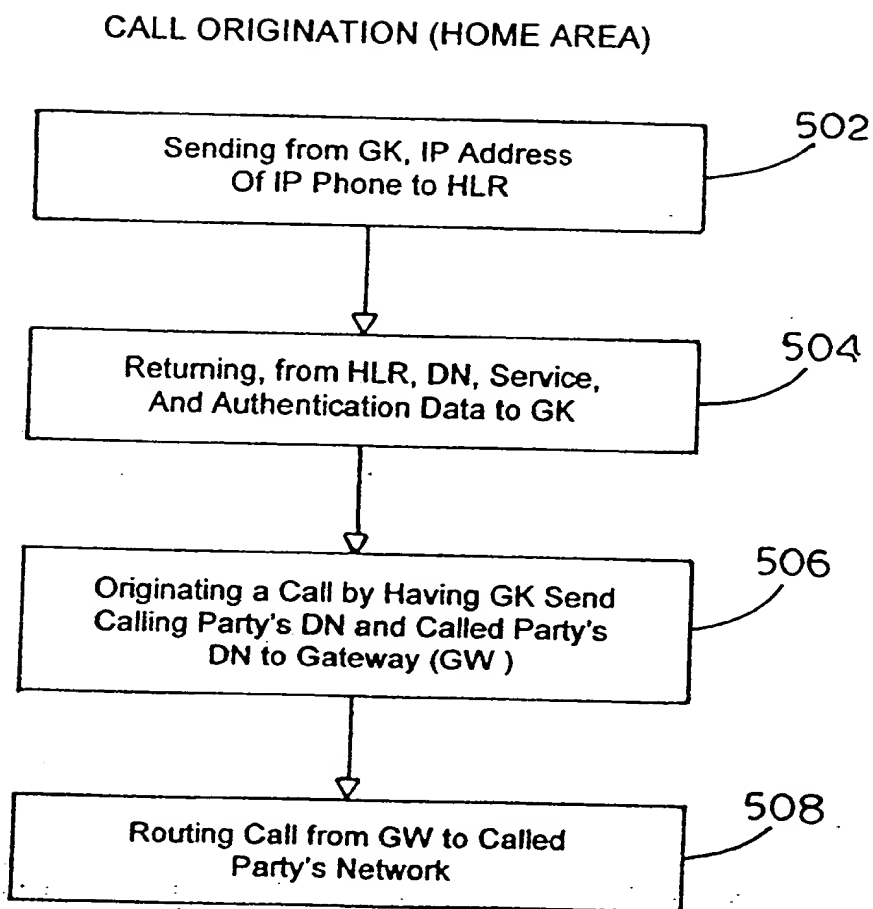 CALL ORIGINATION (HOME AREA)
502
Sending from GK, IP Address
Of IP Phone to HLR
504
Returning, from HLR, DN, Service,
And Authentication Data to GK
506
Originating a Call by Having GK Send
Calling Party's DN and Called Party's
DN to Gateway (GW )
508
Routing Call from GW to Called
Party's Network